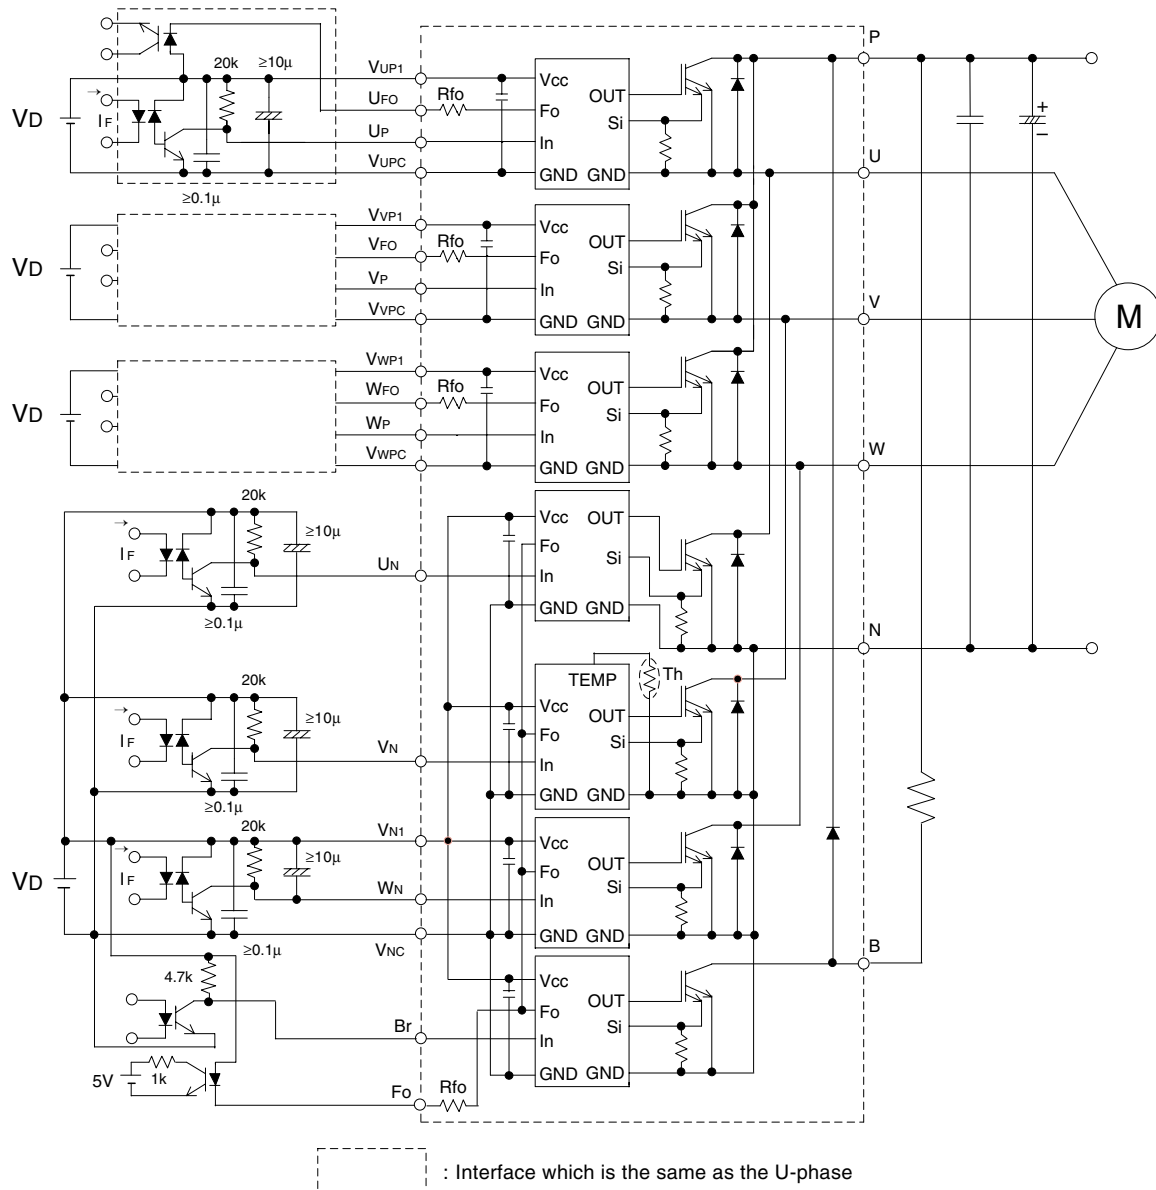 P
20k ≥10μ VUP1 Vcc
UFO Rfo Fo OUT
VD IF Si + −
UP In
VUPC GND GND U
≥0.1μ
VVP1 Vcc
VFO Rfo Fo OUT
VD Si
VP In
VVPC GND GND V M
VWP1 Vcc
WFO Rfo Fo OUT
VD Si
WP In
VWPC GND GND W
20k
→ ≥10μ Vcc OUT
IF Fo Si
UN In
≥0.1μ GND GND N
TEMP Th
20k
→ ≥10μ Vcc OUT
IF Fo Si
VN In
≥0.1μ GND GND
20k VN1 Vcc
→ ≥10μ Fo OUT
VD IF WN In Si
VNC GND GND
≥0.1μ B
4.7k Vcc
Fo OUT
Br In Si
5V 1k GND GND
Fo Rfo
: Interface which is the same as the U-phase